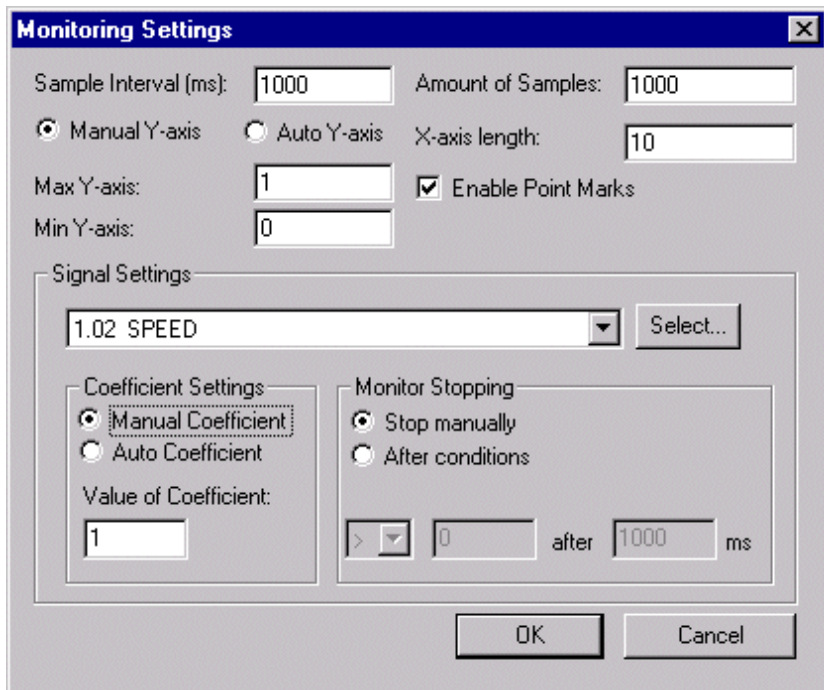 Monitoring Settings
Sample Interval (ms): 1000 Amount of Samples: 1000
Manual Y-axis Auto Y-axis X-axis length: 10
Max Y-axis: 1 Enable Point Marks
Min Y-axis: 0
Signal Settings
1.02 SPEED Select...
Coefficient Settings
Manual Coefficient
Auto Coefficient
Value of Coefficient:
1
Monitor Stopping
Stop manually
After conditions
> 0 after 1000 ms
OK Cancel